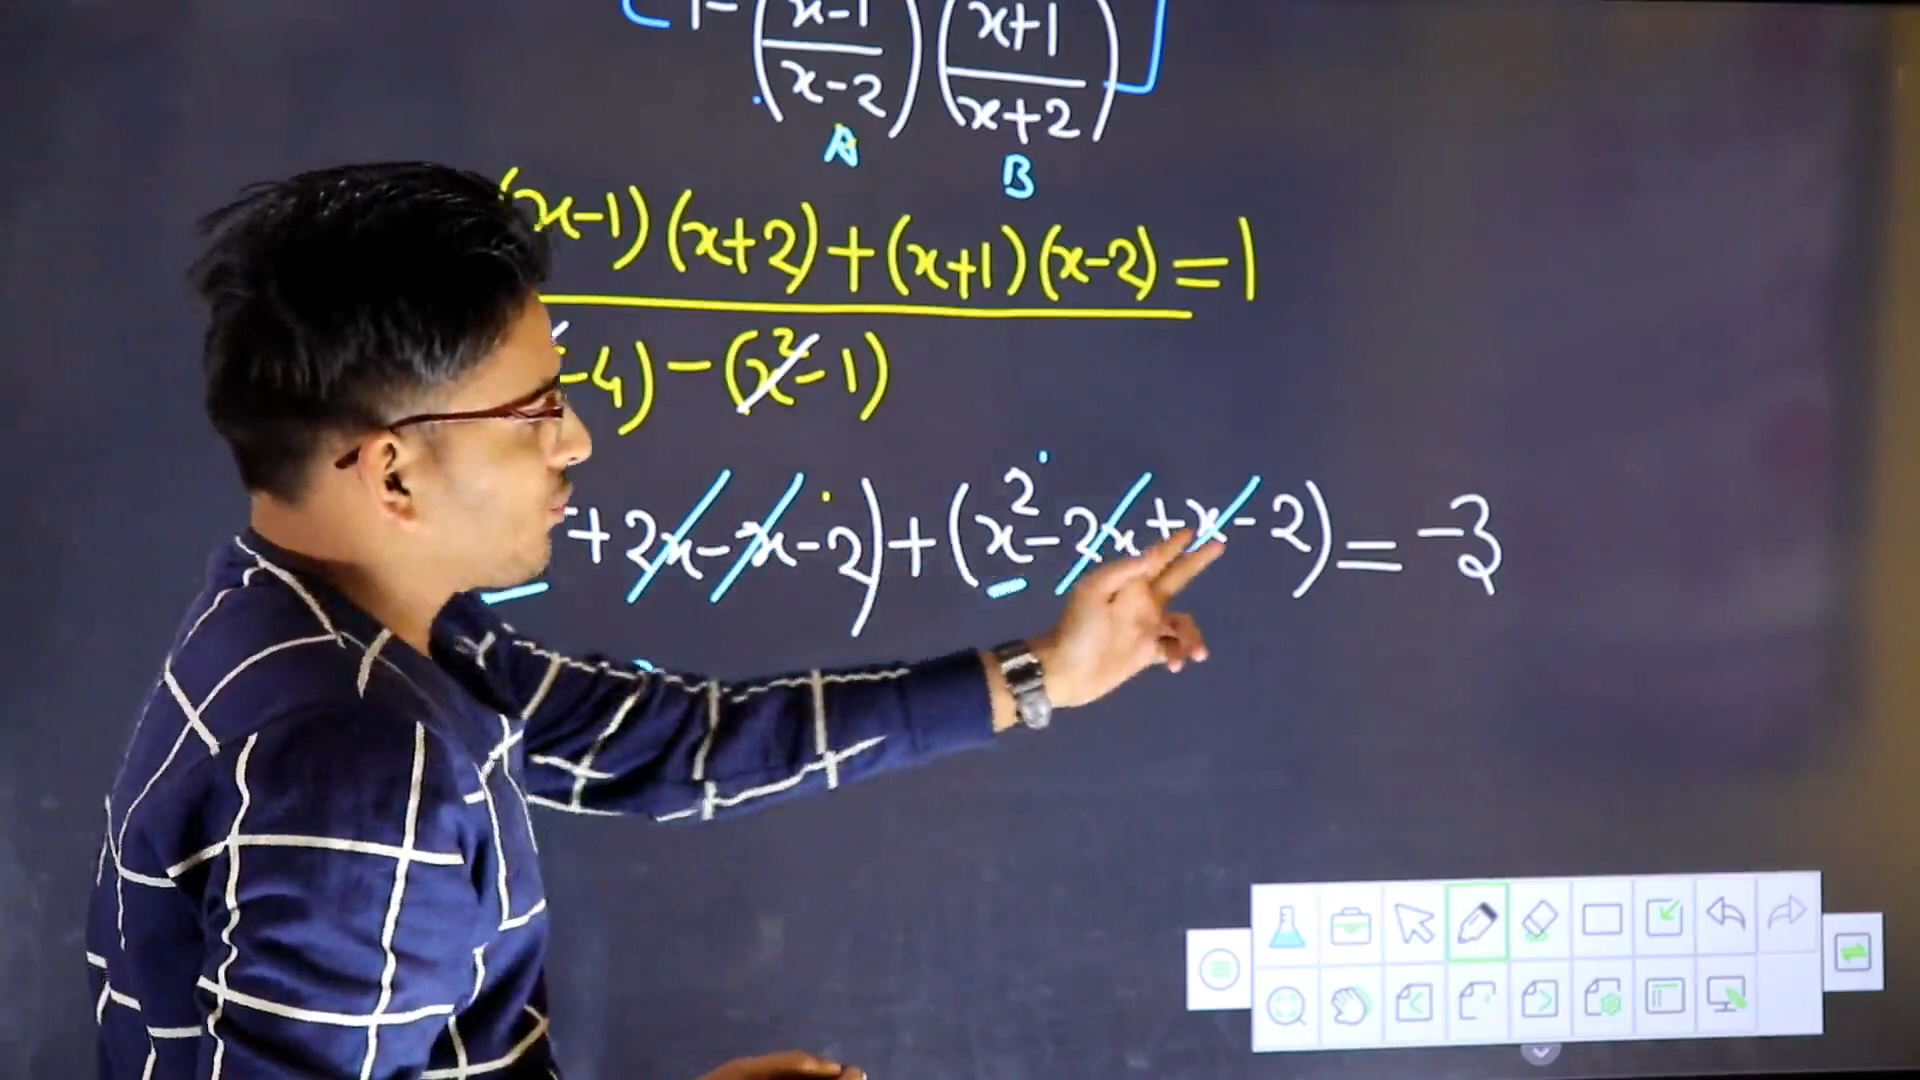 1-(x-1/x-2)(x+1/x+2)
A B
(x-1)(x+2)+(x+1)(x-2)=1
-4)-(x²-1)
+2x-x-2)+(x²-2x+x-2)=-3